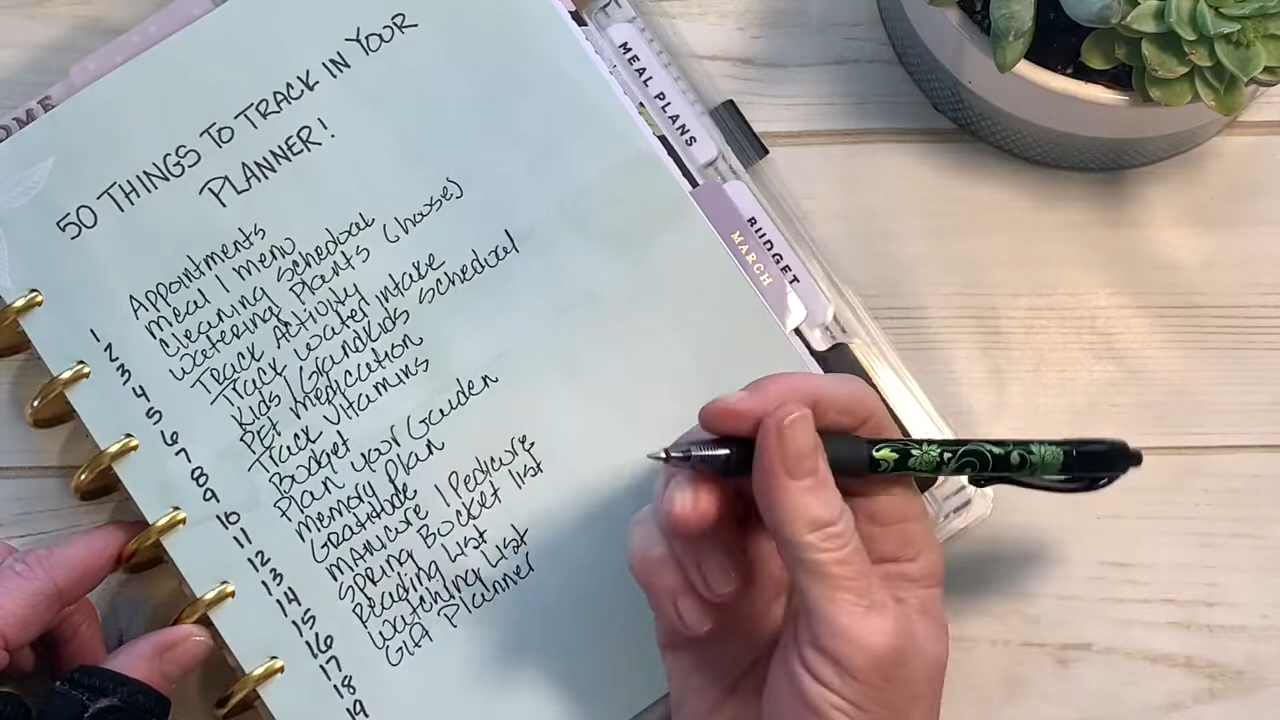 50 THINGS TO TRACK IN YOUR
PLANNER!
1 Appointments
2 Meal / menu
3 Cleaning schedual
4 Watering Plants (houses)
5 Track Activity
6 Track water intake
7 Kids / Grandkids schedual
8 PEt Medication
9 Track Vitamins
10 Budget
11 Plan your Garden
12 Memory Plan
13 Gratitude
14 MANicure / Pedicure
15 SPRING Bucket list
16 Reading List
17 Watching List
18 Gift Planner
19
MEAL PLANS
BUDGET
MARCH
OME